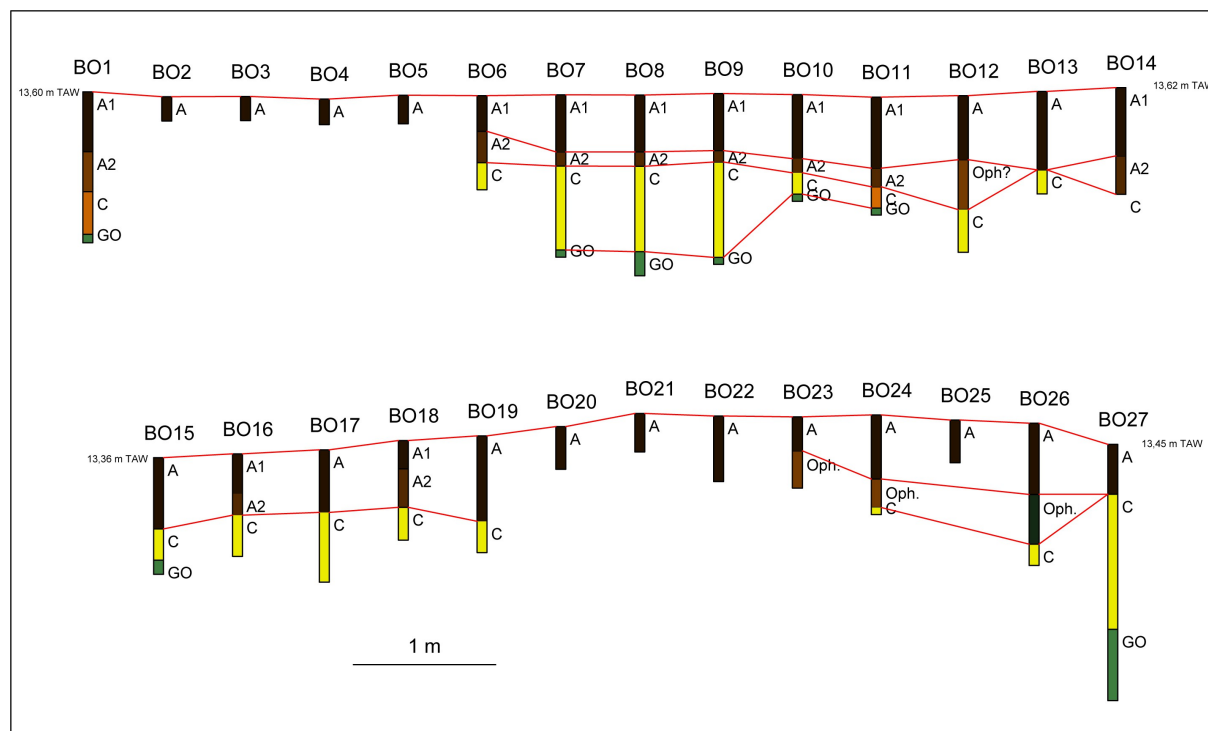 BO1 BO2 BO3 BO4 BO5 BO6 BO7 BO8 BO9 BO10 BO11 BO12 BO13 BO14
13,60 m TAW 13,62 m TAW
A1 A A A A A1 A1 A1 A1 A1 A1 A A A1
A2 A2 A2 A2 A2 A2 A2 Oph? A2
C C C C C C C C C C
GO GO GO GO GO GO
BO15 BO16 BO17 BO18 BO19 BO20 BO21 BO22 BO23 BO24 BO25 BO26 BO27
13,36 m TAW 13,45 m TAW
A A1 A A1 A A A A A A A A A
A2 A2 Oph. Oph. Oph.
C C C C C C C C
GO GO
1 m